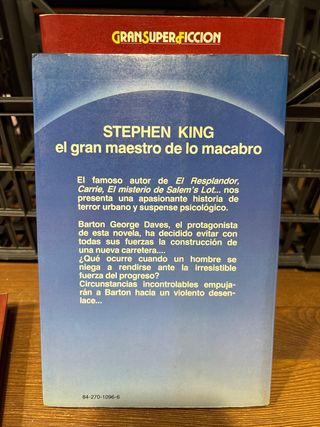 GRANSUPERFICCION
STEPHEN KING
el gran maestro de lo macabro
El famoso autor de El Resplandor,
Carrie, El misterio de Salem's Lot... nos
presenta una apasionante historia de
terror urbano y suspense psicológico.
Barton George Daves, el protagonista
de esta novela, ha decidido evitar con
todas sus fuerzas la construcción de
una nueva carretera....
¿Qué ocurre cuando un hombre se
niega a rendirse ante la irresistible
fuerza del progreso?
Circunstancias incontrolables empuja-
rán a Barton hacia un violento desen-
lace...
84-270-1096-6